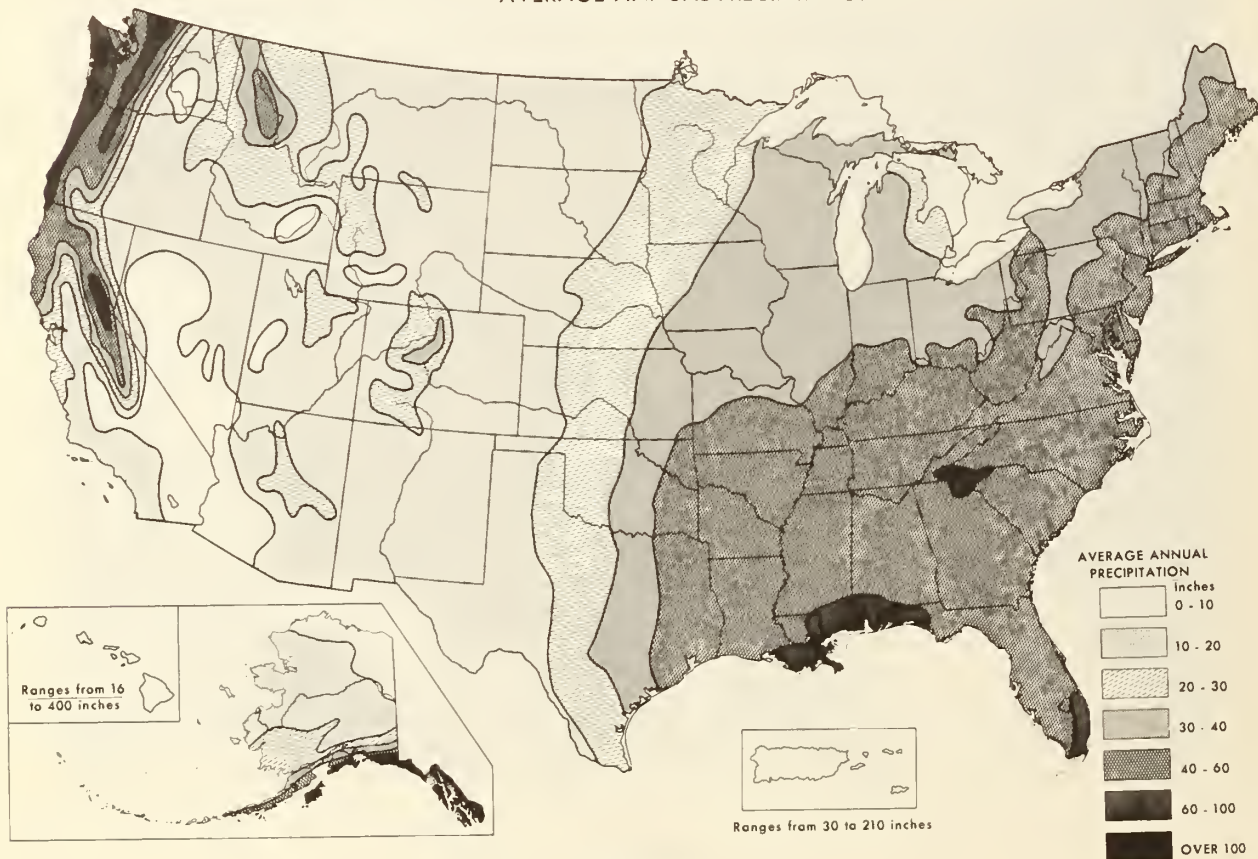 Ranges from 16
to 400 inches
Ranges from 30 to 210 inches
AVERAGE ANNUAL
PRECIPITATION
inches
0 - 10
10 - 20
20 - 30
30 - 40
40 - 60
60 - 100
OVER 100